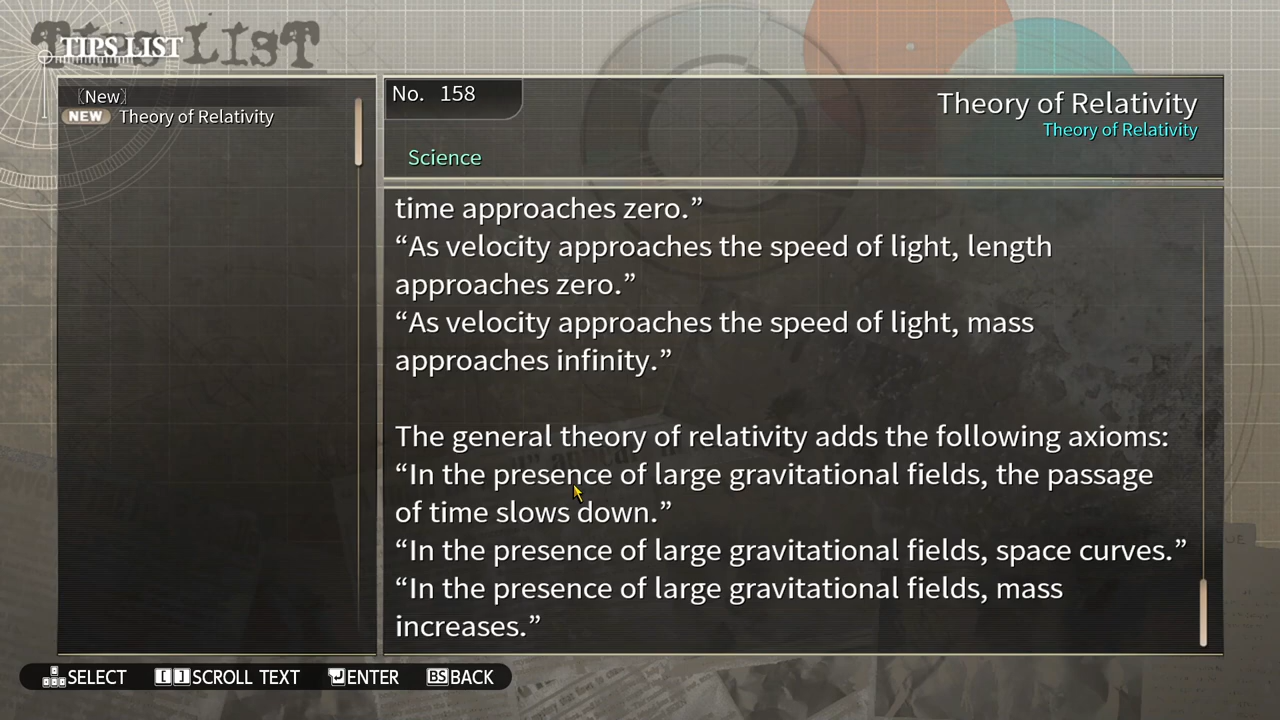 TIPS LIST
TIPS LIST
〖New〗
NEW Theory of Relativity
No. 158
Theory of Relativity
Theory of Relativity
Science
time approaches zero.”
“As velocity approaches the speed of light, length
approaches zero.”
“As velocity approaches the speed of light, mass
approaches infinity.”
The general theory of relativity adds the following axioms:
“In the presence of large gravitational fields, the passage
of time slows down.”
“In the presence of large gravitational fields, space curves.”
“In the presence of large gravitational fields, mass
increases.”
SELECT [ ] SCROLL TEXT ENTER BS BACK